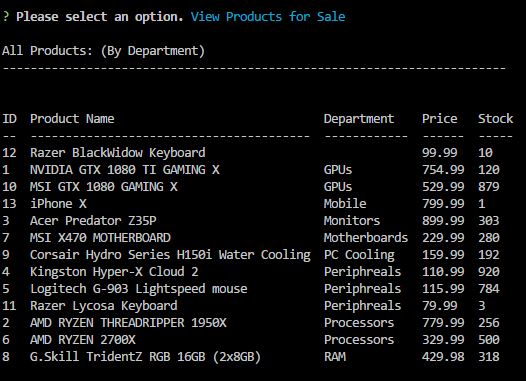 ? Please select an option. View Products for Sale
All Products: (By Department)
------------------------------------------------------------------------
ID  Product Name                              Department    Price   Stock
--  ----------------------------------------  ------------  ------  -----
12  Razer BlackWidow Keyboard                               99.99   10
1   NVIDIA GTX 1080 TI GAMING X               GPUs          754.99  120
10  MSI GTX 1080 GAMING X                     GPUs          529.99  879
13  iPhone X                                  Mobile        799.99  1
3   Acer Predator Z35P                        Monitors      899.99  303
7   MSI X470 MOTHERBOARD                      Motherboards  229.99  280
9   Corsair Hydro Series H150i Water Cooling  PC Cooling    159.99  192
4   Kingston Hyper-X Cloud 2                  Periphreals   110.99  920
5   Logitech G-903 Lightspeed mouse           Periphreals   115.99  784
11  Razer Lycosa Keyboard                     Periphreals   79.99   3
2   AMD RYZEN THREADRIPPER 1950X              Processors    779.99  256
6   AMD RYZEN 2700X                           Processors    329.99  500
8   G.Skill TridentZ RGB 16GB (2x8GB)         RAM           429.98  318